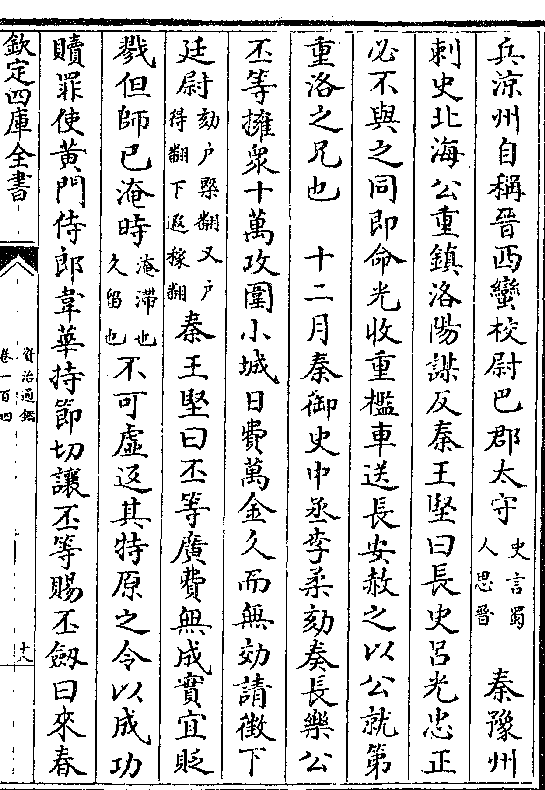 兵涼州自稱晉西蠻校尉巴郡太守史言蜀人思晉 秦豫州
刺史北海公重鎮洛陽謀反秦王堅曰長史呂光忠正
必不與之同即命光收重檻車送長安赦之以公就第
重洛之兄也 十二月秦御史中丞李柔劾奏長樂公
丕等擁衆十萬攻圍小城日費萬金久而無効請徵下
廷尉劾户槩翻又户得翻下遐稼翻秦王堅曰丕等廣費無成實宜貶
戮但師已淹時淹滯也久留也不可虛返其特原之令以成功
贖罪使黄門侍郎韋華持節切讓丕等賜丕劔曰來春
欽定四庫全書
資治通鑑
卷一百四
十八